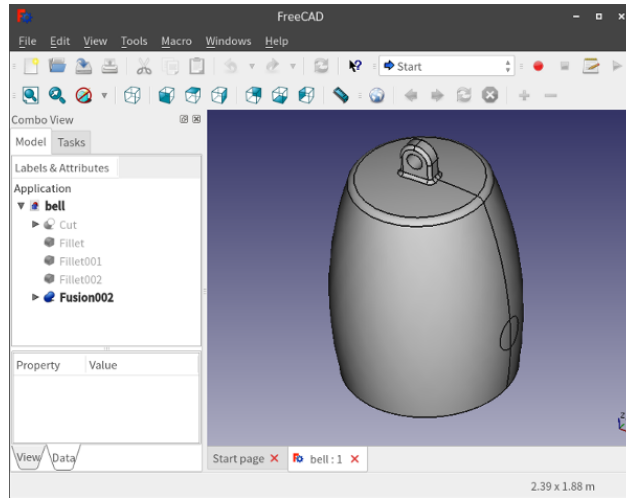 FreeCAD
File Edit View Tools Macro Windows Help
Start
Combo View
Model Tasks
Labels & Attributes
Application
bell
Cut
Fillet
Fillet001
Fillet002
Fusion002
Property Value
View Data
Start page bell : 1
2.39 x 1.88 m